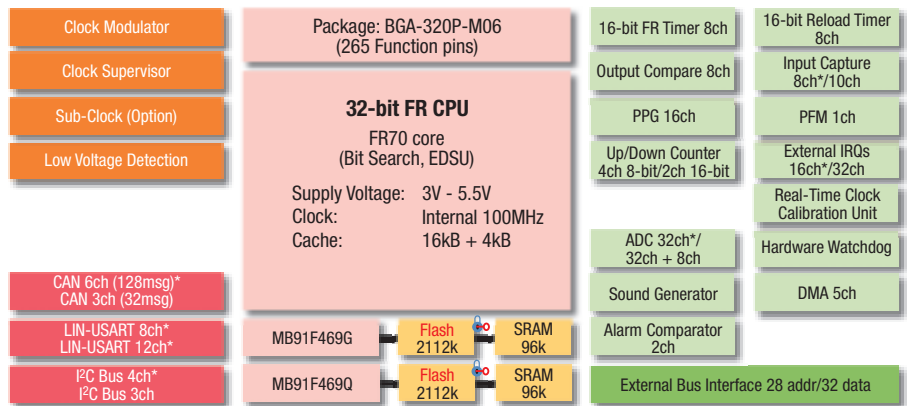 Clock Modulator
Clock Supervisor
Sub-Clock (Option)
Low Voltage Detection
CAN 6ch (128msg)*
CAN 3ch (32msg)
LIN-USART 8ch*
LIN-USART 12ch*
I²C Bus 4ch*
I²C Bus 3ch
Package: BGA-320P-M06
(265 Function pins)
32-bit FR CPU
FR70 core
(Bit Search, EDSU)
Supply Voltage: 3V - 5.5V
Clock: Internal 100MHz
Cache: 16kB + 4kB
MB91F469G
Flash
2112k
SRAM
96k
MB91F469Q
Flash
2112k
SRAM
96k
16-bit FR Timer 8ch
Output Compare 8ch
PPG 16ch
Up/Down Counter
4ch 8-bit/2ch 16-bit
ADC 32ch*/
32ch + 8ch
Sound Generator
Alarm Comparator
2ch
16-bit Reload Timer
8ch
Input Capture
8ch*/10ch
PFM 1ch
External IRQs
16ch*/32ch
Real-Time Clock
Calibration Unit
Hardware Watchdog
DMA 5ch
External Bus Interface 28 addr/32 data